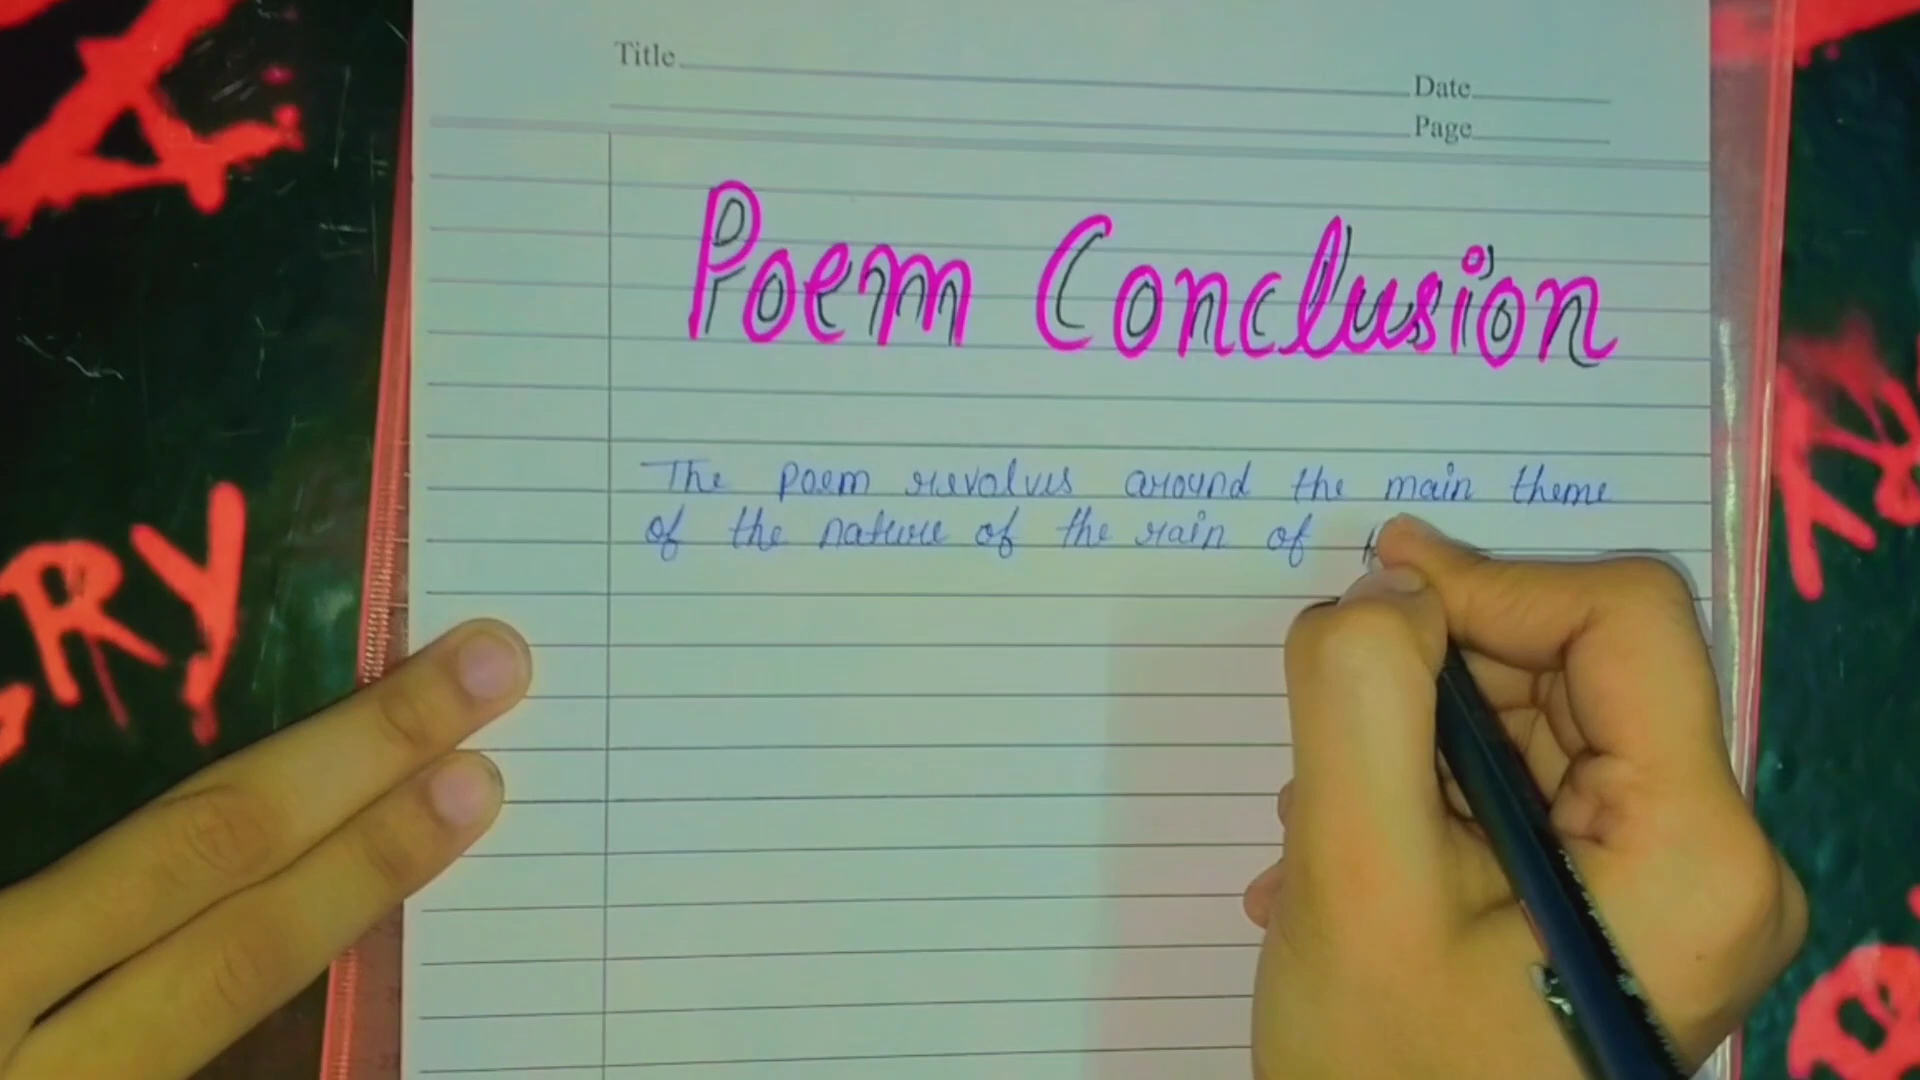 Title
Date
Page
Poem Conclusion
The poem revolves around the main theme
of the nature of the rain of
RY